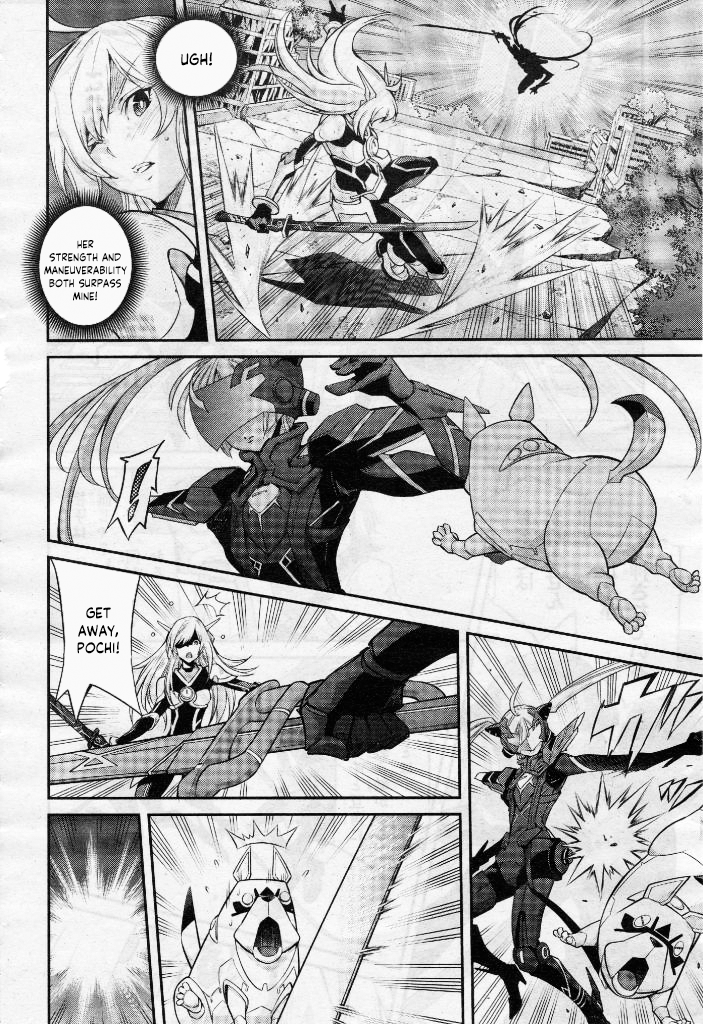 UGH!
HER
STRENGTH AND
MANEUVERABILITY
BOTH SURPASS
MINE!
GET
AWAY,
POCHI!